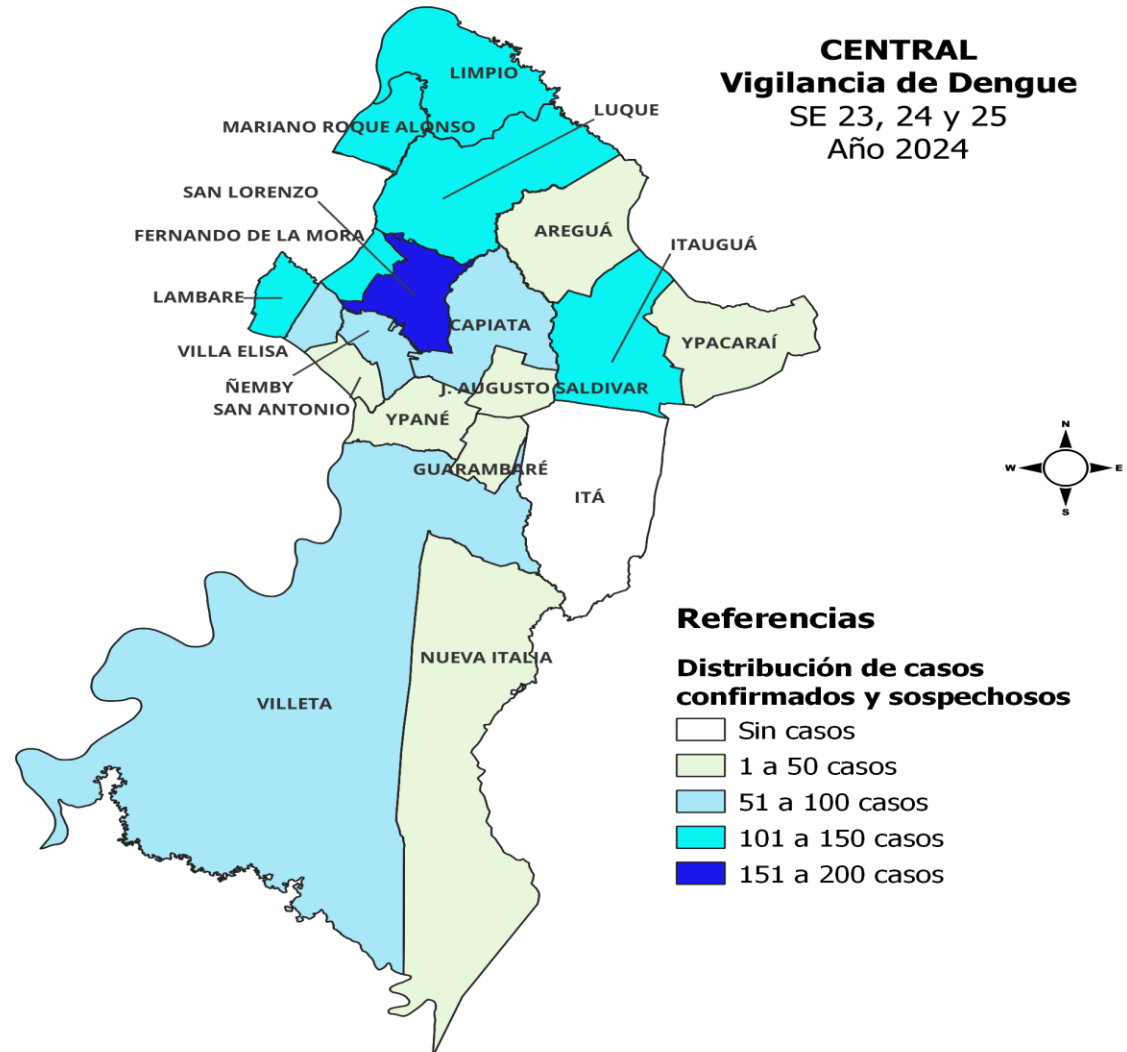 CENTRAL
Vigilancia de Dengue
SE 23, 24 y 25
Año 2024
LIMPIO
LUQUE
MARIANO ROQUE ALONSO
SAN LORENZO
FERNANDO DE LA MORA
AREGUÁ
ITAUGUÁ
LAMBARE
CAPIATA
YPACARAÍ
VILLA ELISA
ÑEMBY
J. AUGUSTO SALDIVAR
SAN ANTONIO
YPANÉ
GUARAMBARÉ
ITÁ
NUEVA ITALIA
VILLETA
N
W
E
S
Referencias
Distribución de casos
confirmados y sospechosos
Sin casos
1 a 50 casos
51 a 100 casos
101 a 150 casos
151 a 200 casos